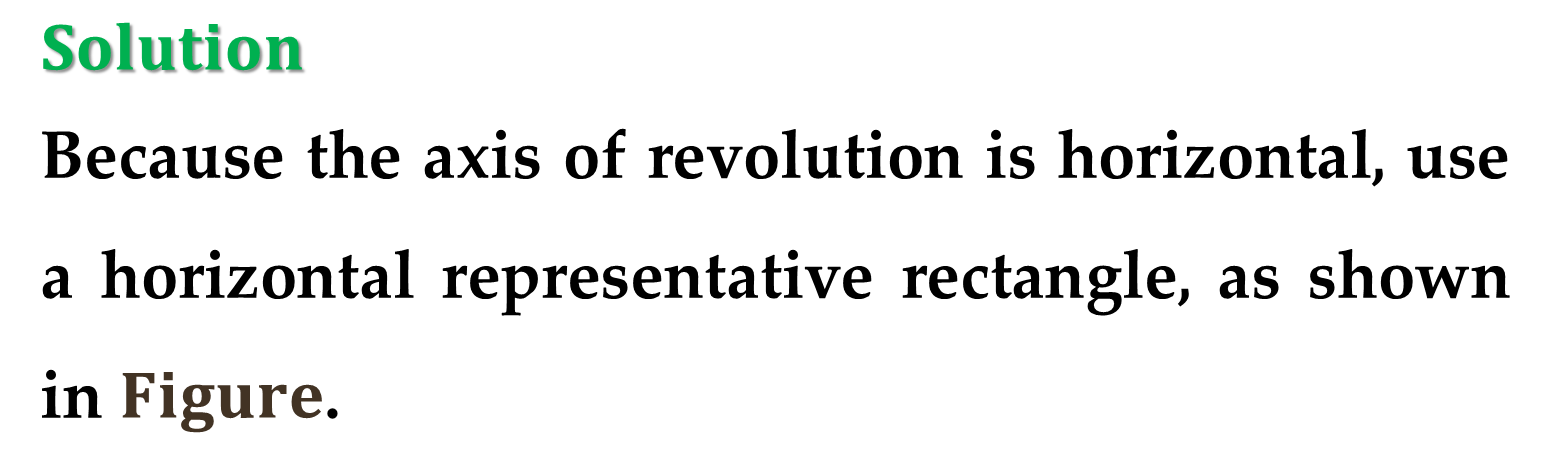 Solution
Because the axis of revolution is horizontal, use
a horizontal representative rectangle, as shown
in Figure.